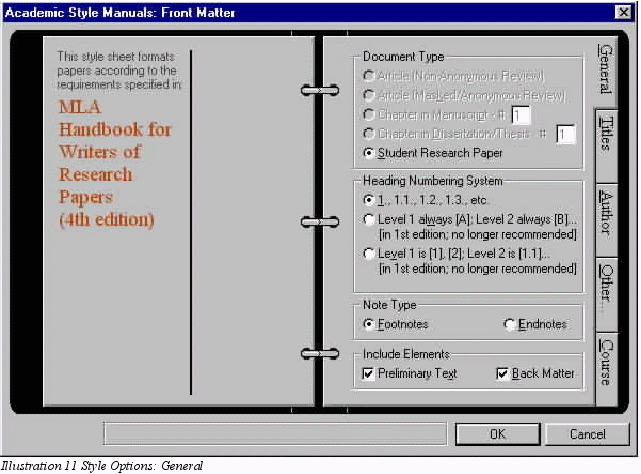 Academic Style Manuals: Front Matter
This style sheet formats
papers according to the
requirements specified in:
MLA
Handbook for
Writers of
Research
Papers
(4th edition)
Document Type
Article (Non-Anonymous Review)
Article (Masked/Anonymous Review)
Chapter in Manuscript - # 1
Chapter in Dissertation/Thesis - # 1
Student Research Paper
Heading Numbering System
1., 1.1., 1.2., 1.3., etc.
Level 1 always [A]; Level 2 always [B]...
[in 1st edition; no longer recommended]
Level 1 is [1], [2]; Level 2 is [1.1]...
[in 1st edition; no longer recommended]
Note Type
Footnotes Endnotes
Include Elements
Preliminary Text Back Matter
General
Titles
Author
Other...
Course
OK Cancel
Illustration 11 Style Options: General